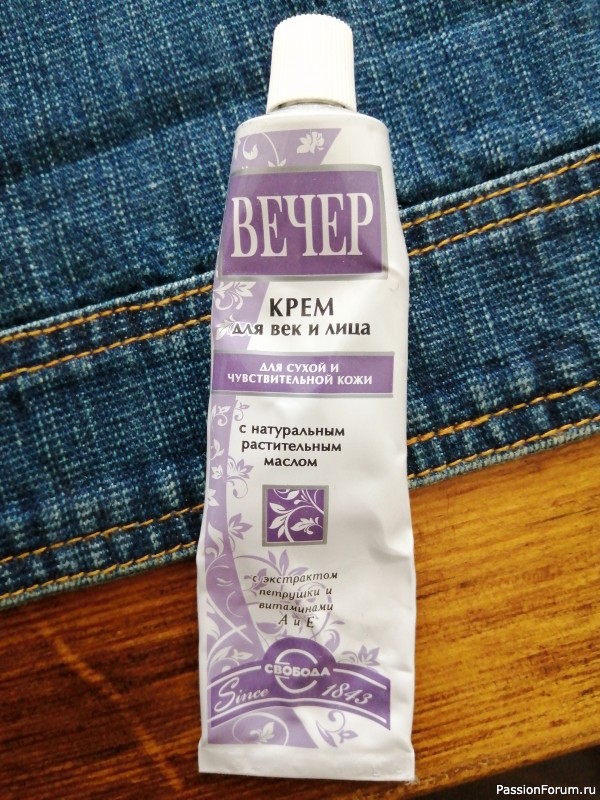 ВЕЧЕР
КРЕМ
для век и лица
для сухой и
чувствительной кожи
с натуральным
растительным
маслом
с экстрактом
петрушки и
витаминами
А и Е
СВОБОДА
Since 1843
PassionForum.ru